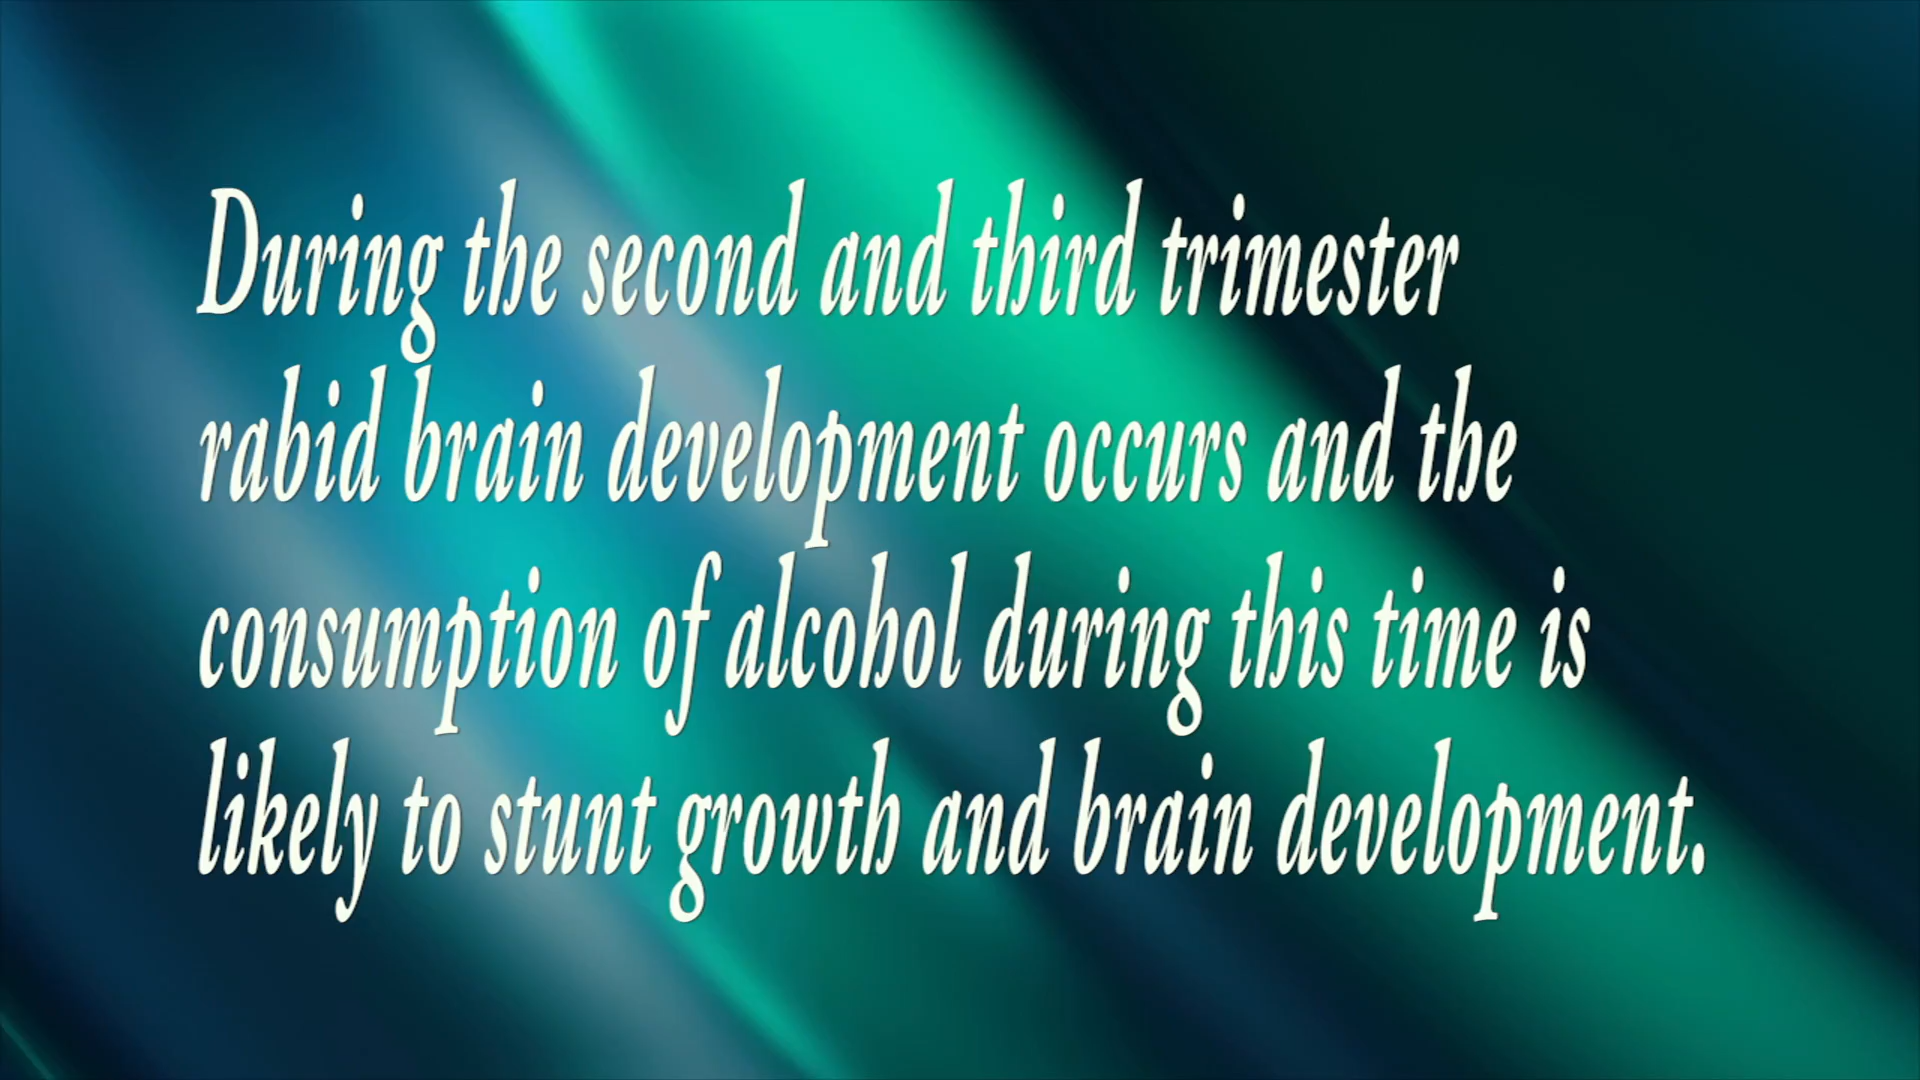 During the second and third trimester
rabid brain development occurs and the
consumption of alcohol during this time is
likely to stunt growth and brain development.